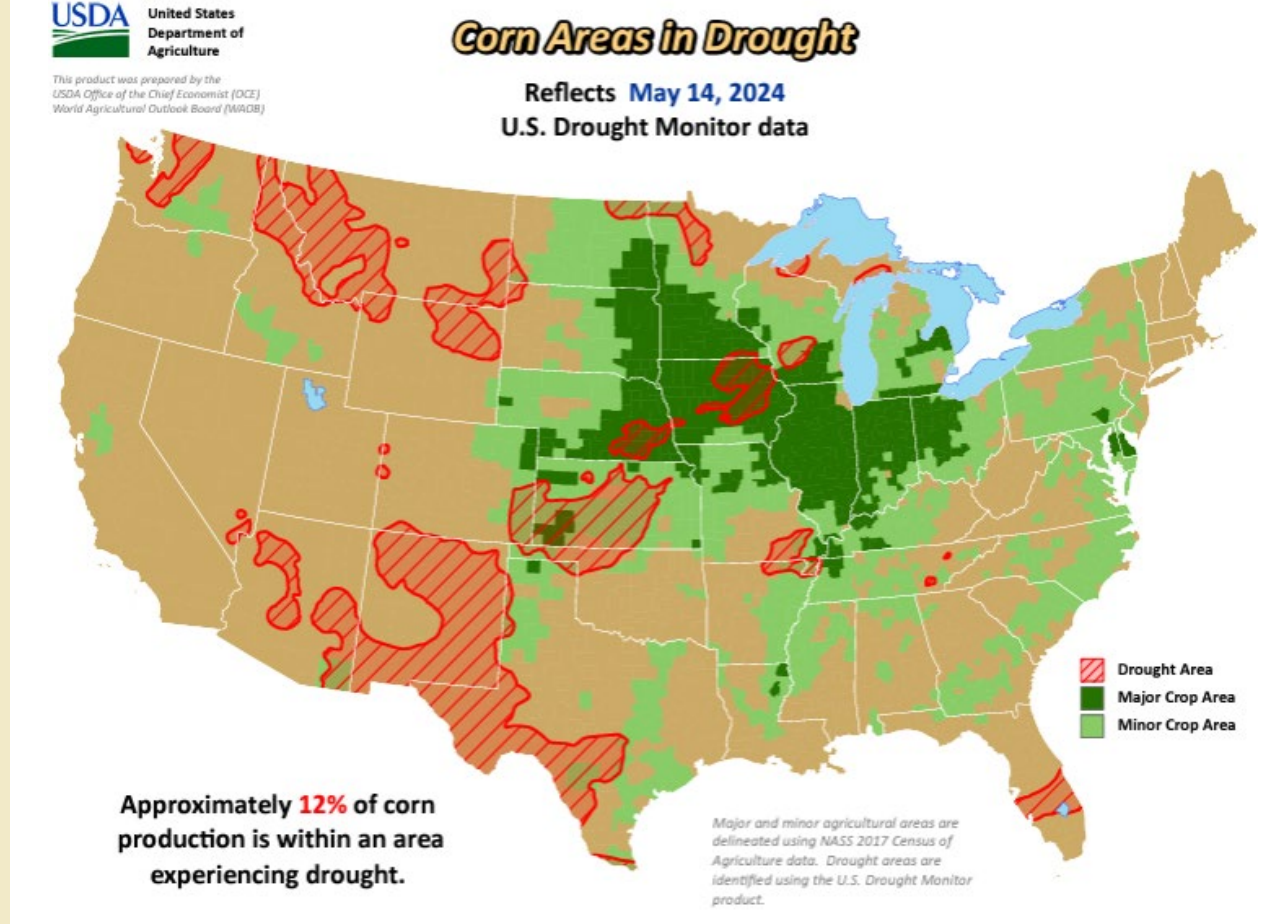 USDA
United States
Department of
Agriculture
This product was prepared by the
USDA Office of the Chief Economist (OCE)
World Agricultural Outlook Board (WAOB)
Corn Areas in Drought
Reflects May 14, 2024
U.S. Drought Monitor data
Drought Area
Major Crop Area
Minor Crop Area
Approximately 12% of corn
production is within an area
experiencing drought.
Major and minor agricultural areas are
delineated using NASS 2017 Census of
Agriculture data. Drought areas are
identified using the U.S. Drought Monitor
product.